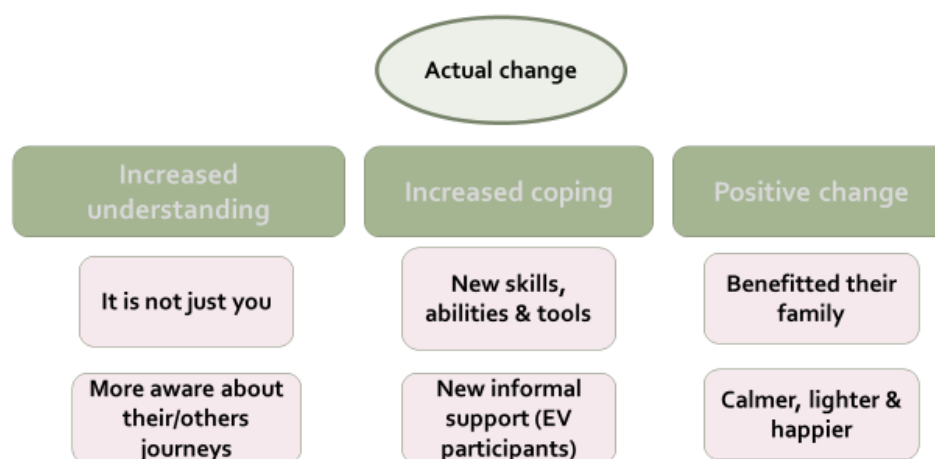 Actual change
Increased
understanding
Increased coping
Positive change
It is not just you
New skills,
abilities & tools
Benefitted their
family
More aware about
their/others
journeys
New informal
support (EV
participants)
Calmer, lighter &
happier